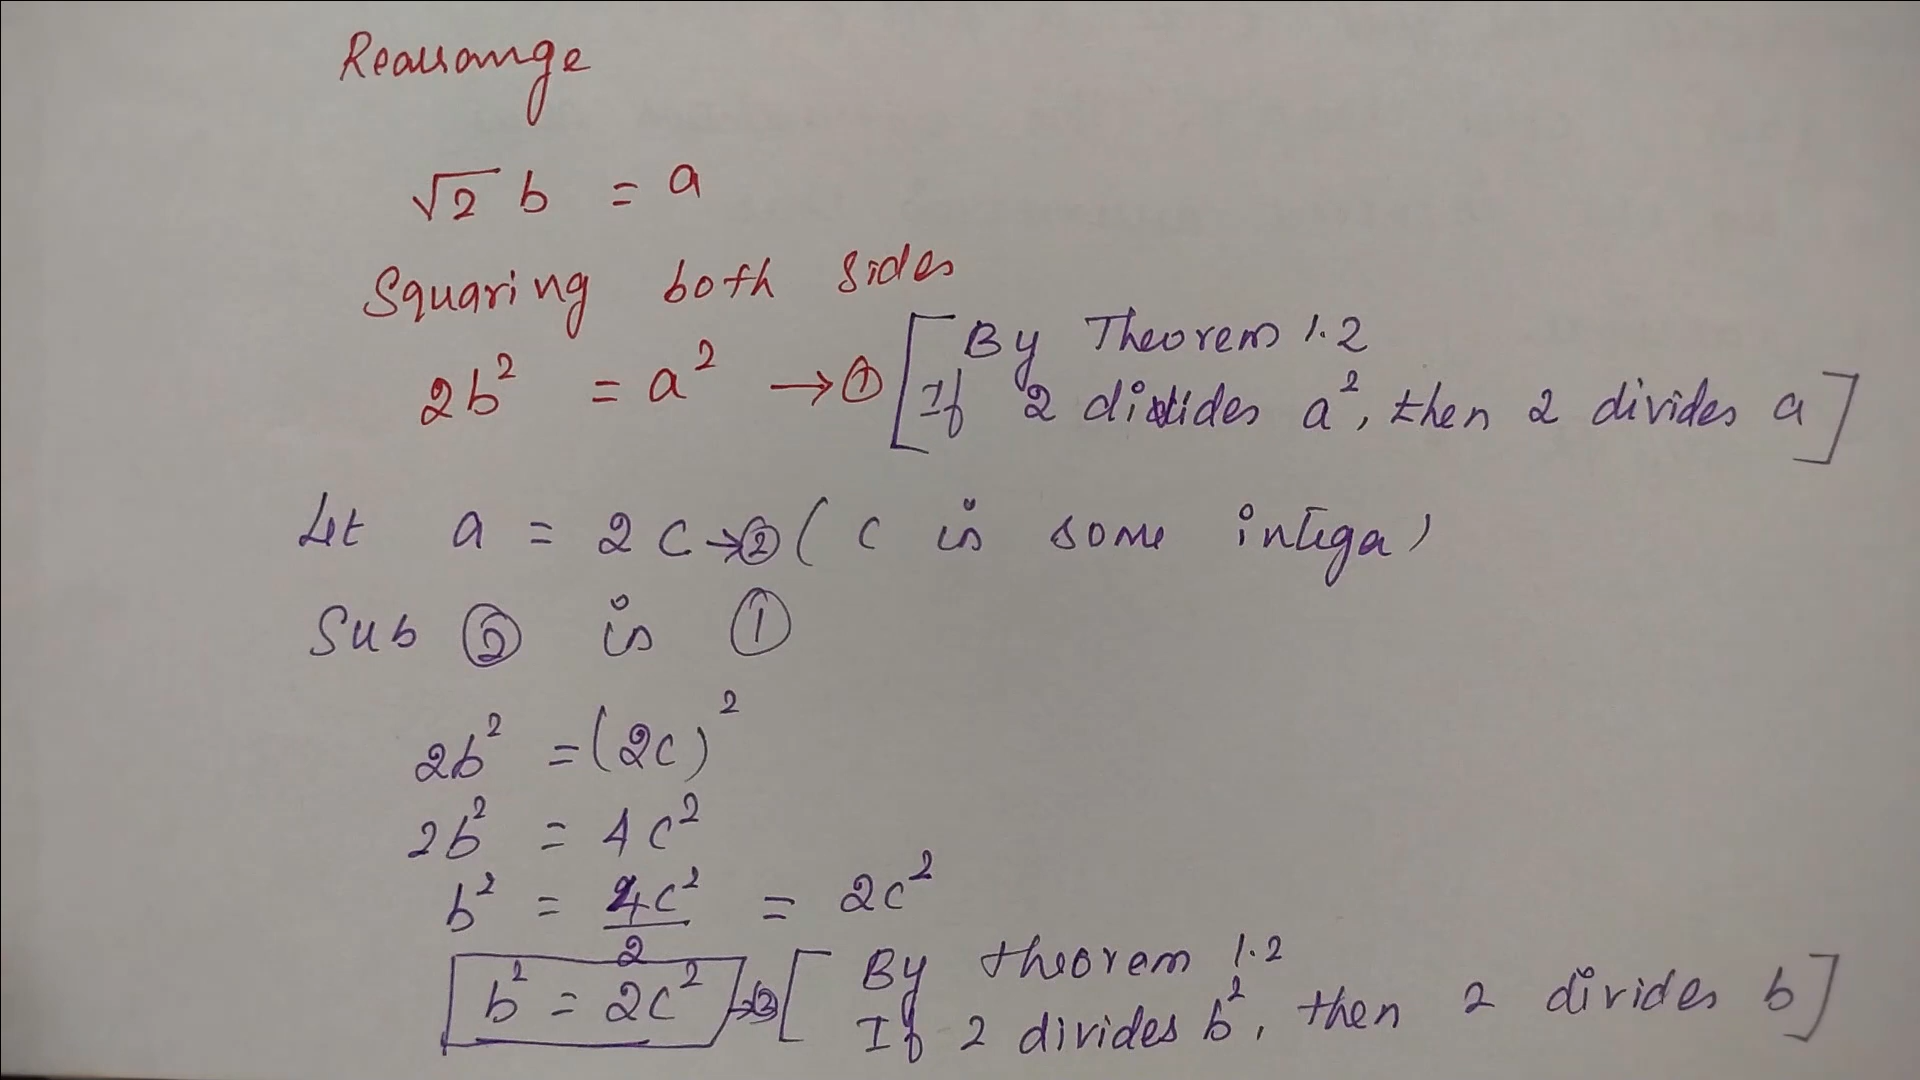 Rearrange
√2 b = a
Squaring both sides
2b² = a² → ① [By Theorem 1.2
If 2 divides a², then 2 divides a]
Let a = 2c → ② (c is some intega)
Sub ② is ①
2b² = (2c)²
2b² = 4c²
b² = 4c²/2 = 2c²
b² = 2c² → ③ [By theorem 1.2
If 2 divides b², then 2 divides b]